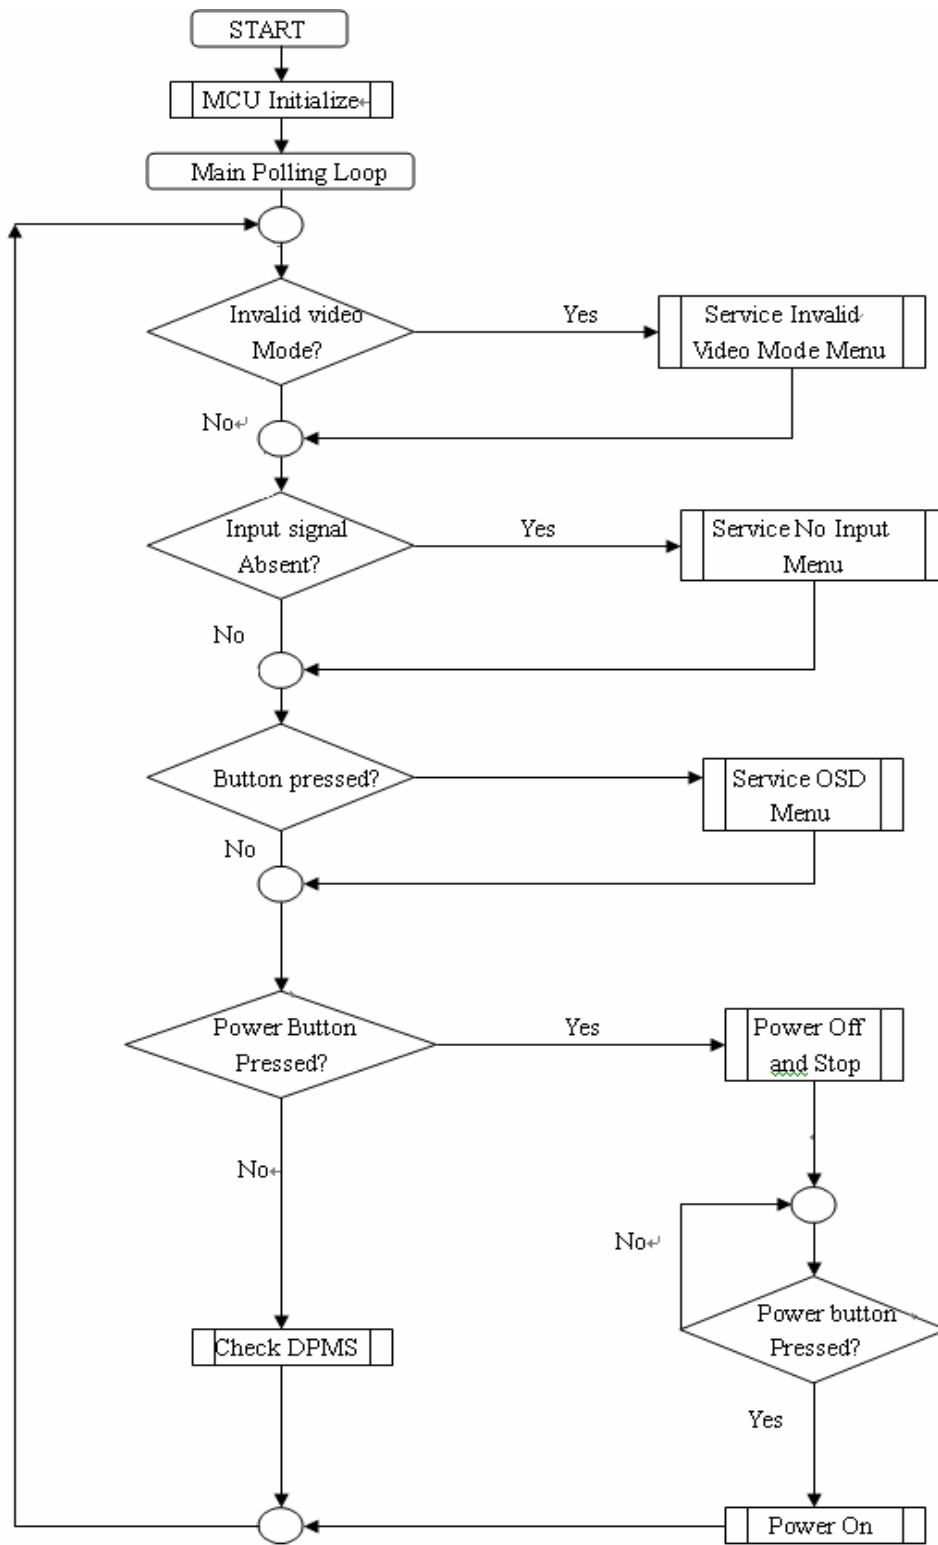 START
MCU Initialize
Main Polling Loop
Invalid video
Mode?
Yes
Service Invalid
Video Mode Menu
No
Input signal
Absent?
Yes
Service No Input
Menu
No
Button pressed?
Service OSD
Menu
No
Power Button
Pressed?
Yes
Power Off
and Stop
No
No
Power button
Pressed?
Check DPMS
Yes
Power On